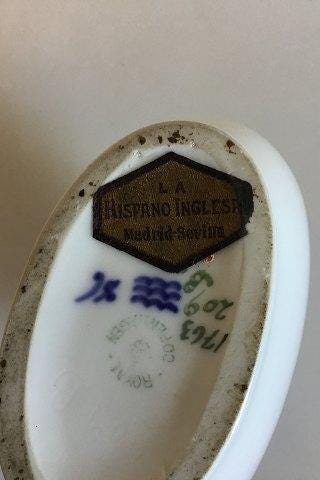 LA
HISPANO INGLESA
Madrid-Sevilla
1763
209
ROYAL COPENHAGEN